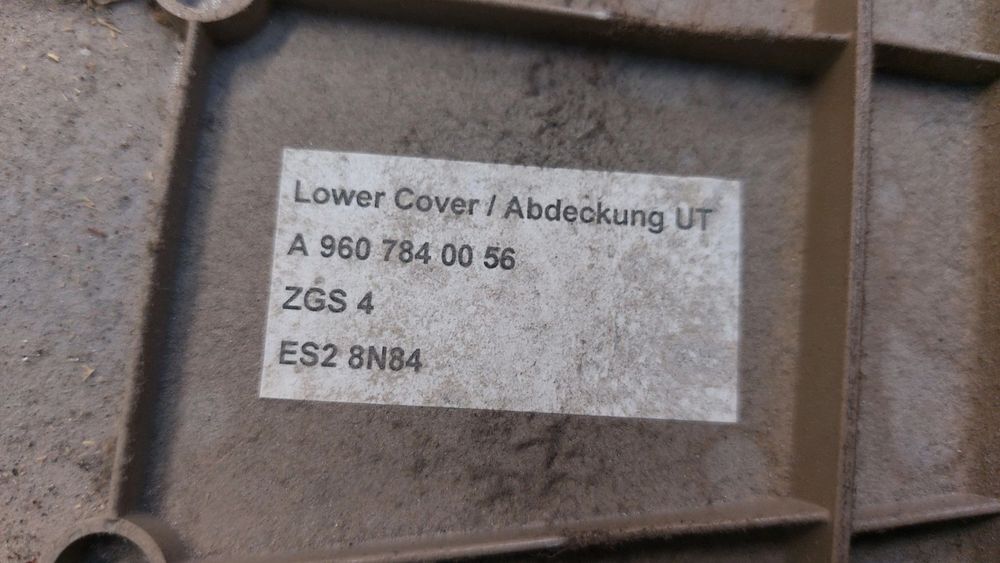 Lower Cover / Abdeckung UT
A 960 784 00 56
ZGS 4
ES2 8N84